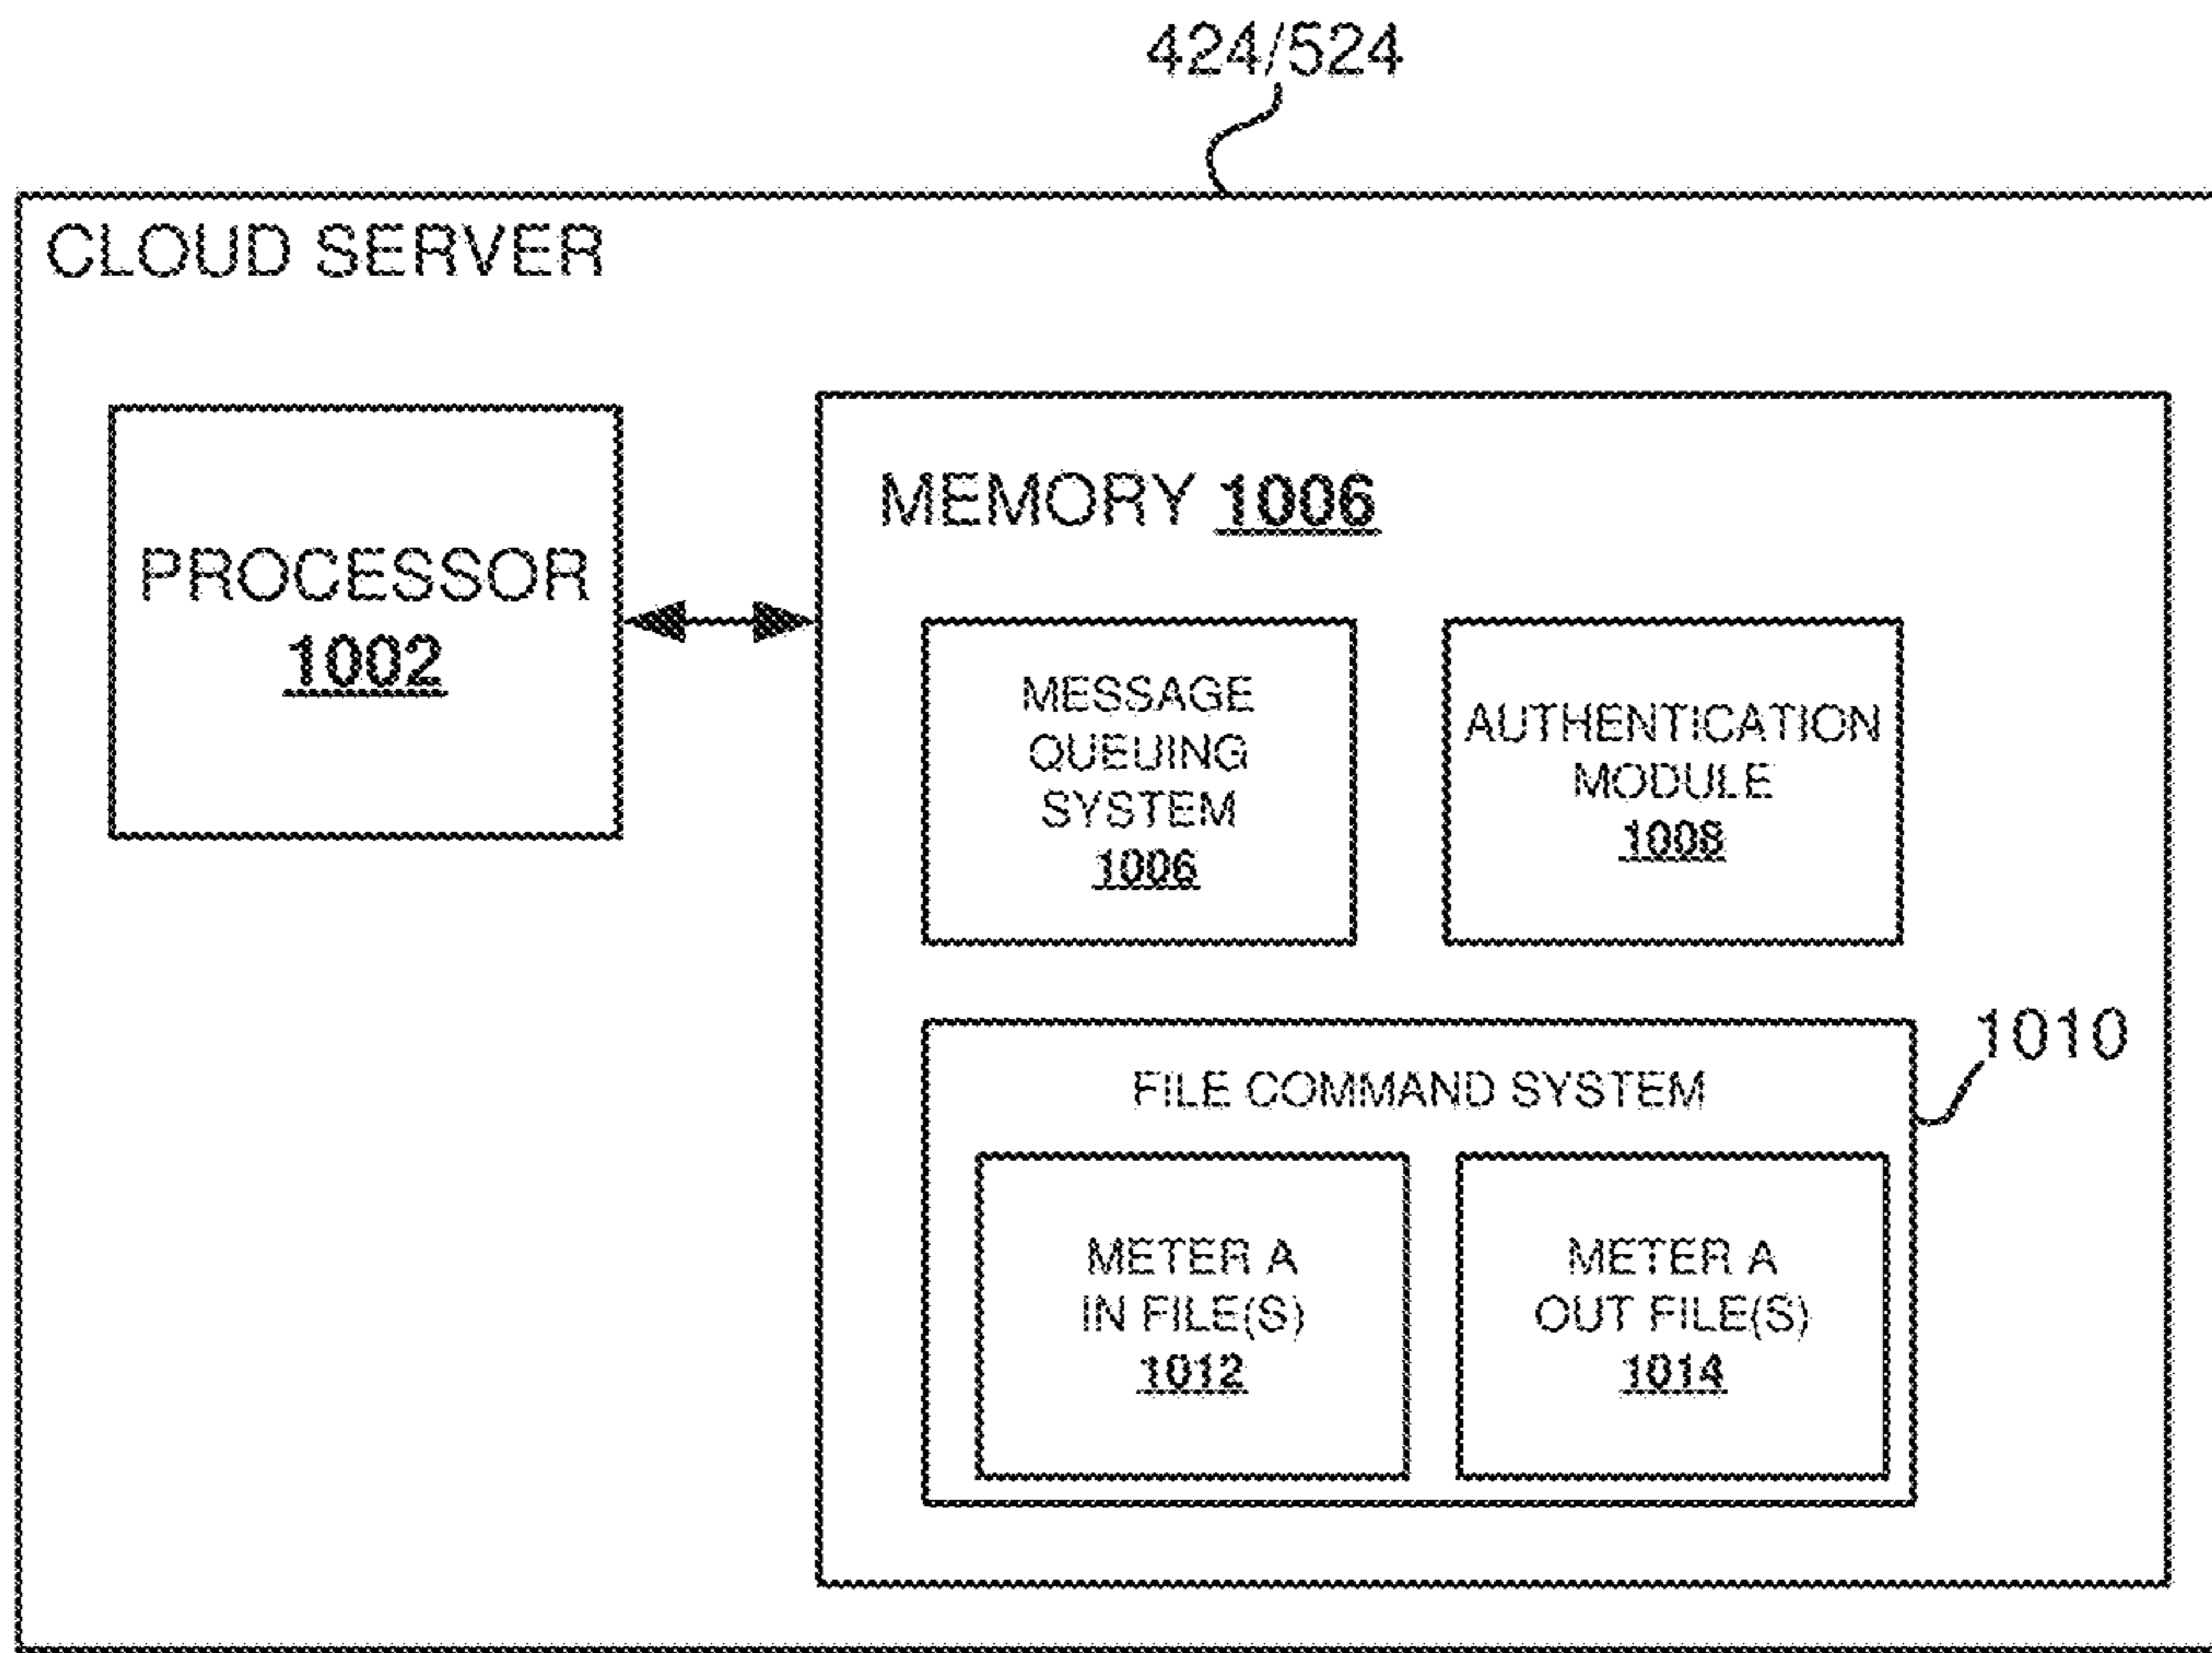 424/524
CLOUD SERVER
PROCESSOR
1002
MEMORY 1006
MESSAGE
QUEUING
SYSTEM
1006
AUTHENTICATION
MODULE
1008
1010
FILE COMMAND SYSTEM
METER A
IN FILE(S)
1012
METER A
OUT FILE(S)
1014